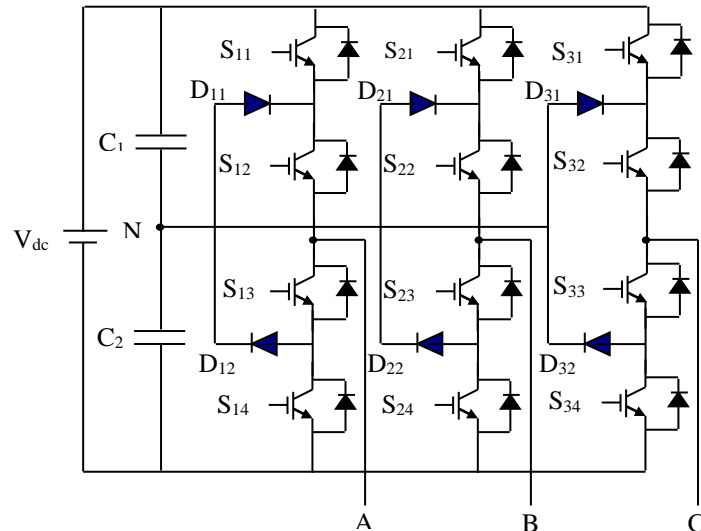 S₁₁ S₂₁ S₃₁
D₁₁ D₂₁ D₃₁
C₁ S₁₂ S₂₂ S₃₂
V_dc N
S₁₃ S₂₃ S₃₃
C₂ D₁₂ D₂₂ D₃₂
S₁₄ S₂₄ S₃₄
A B C